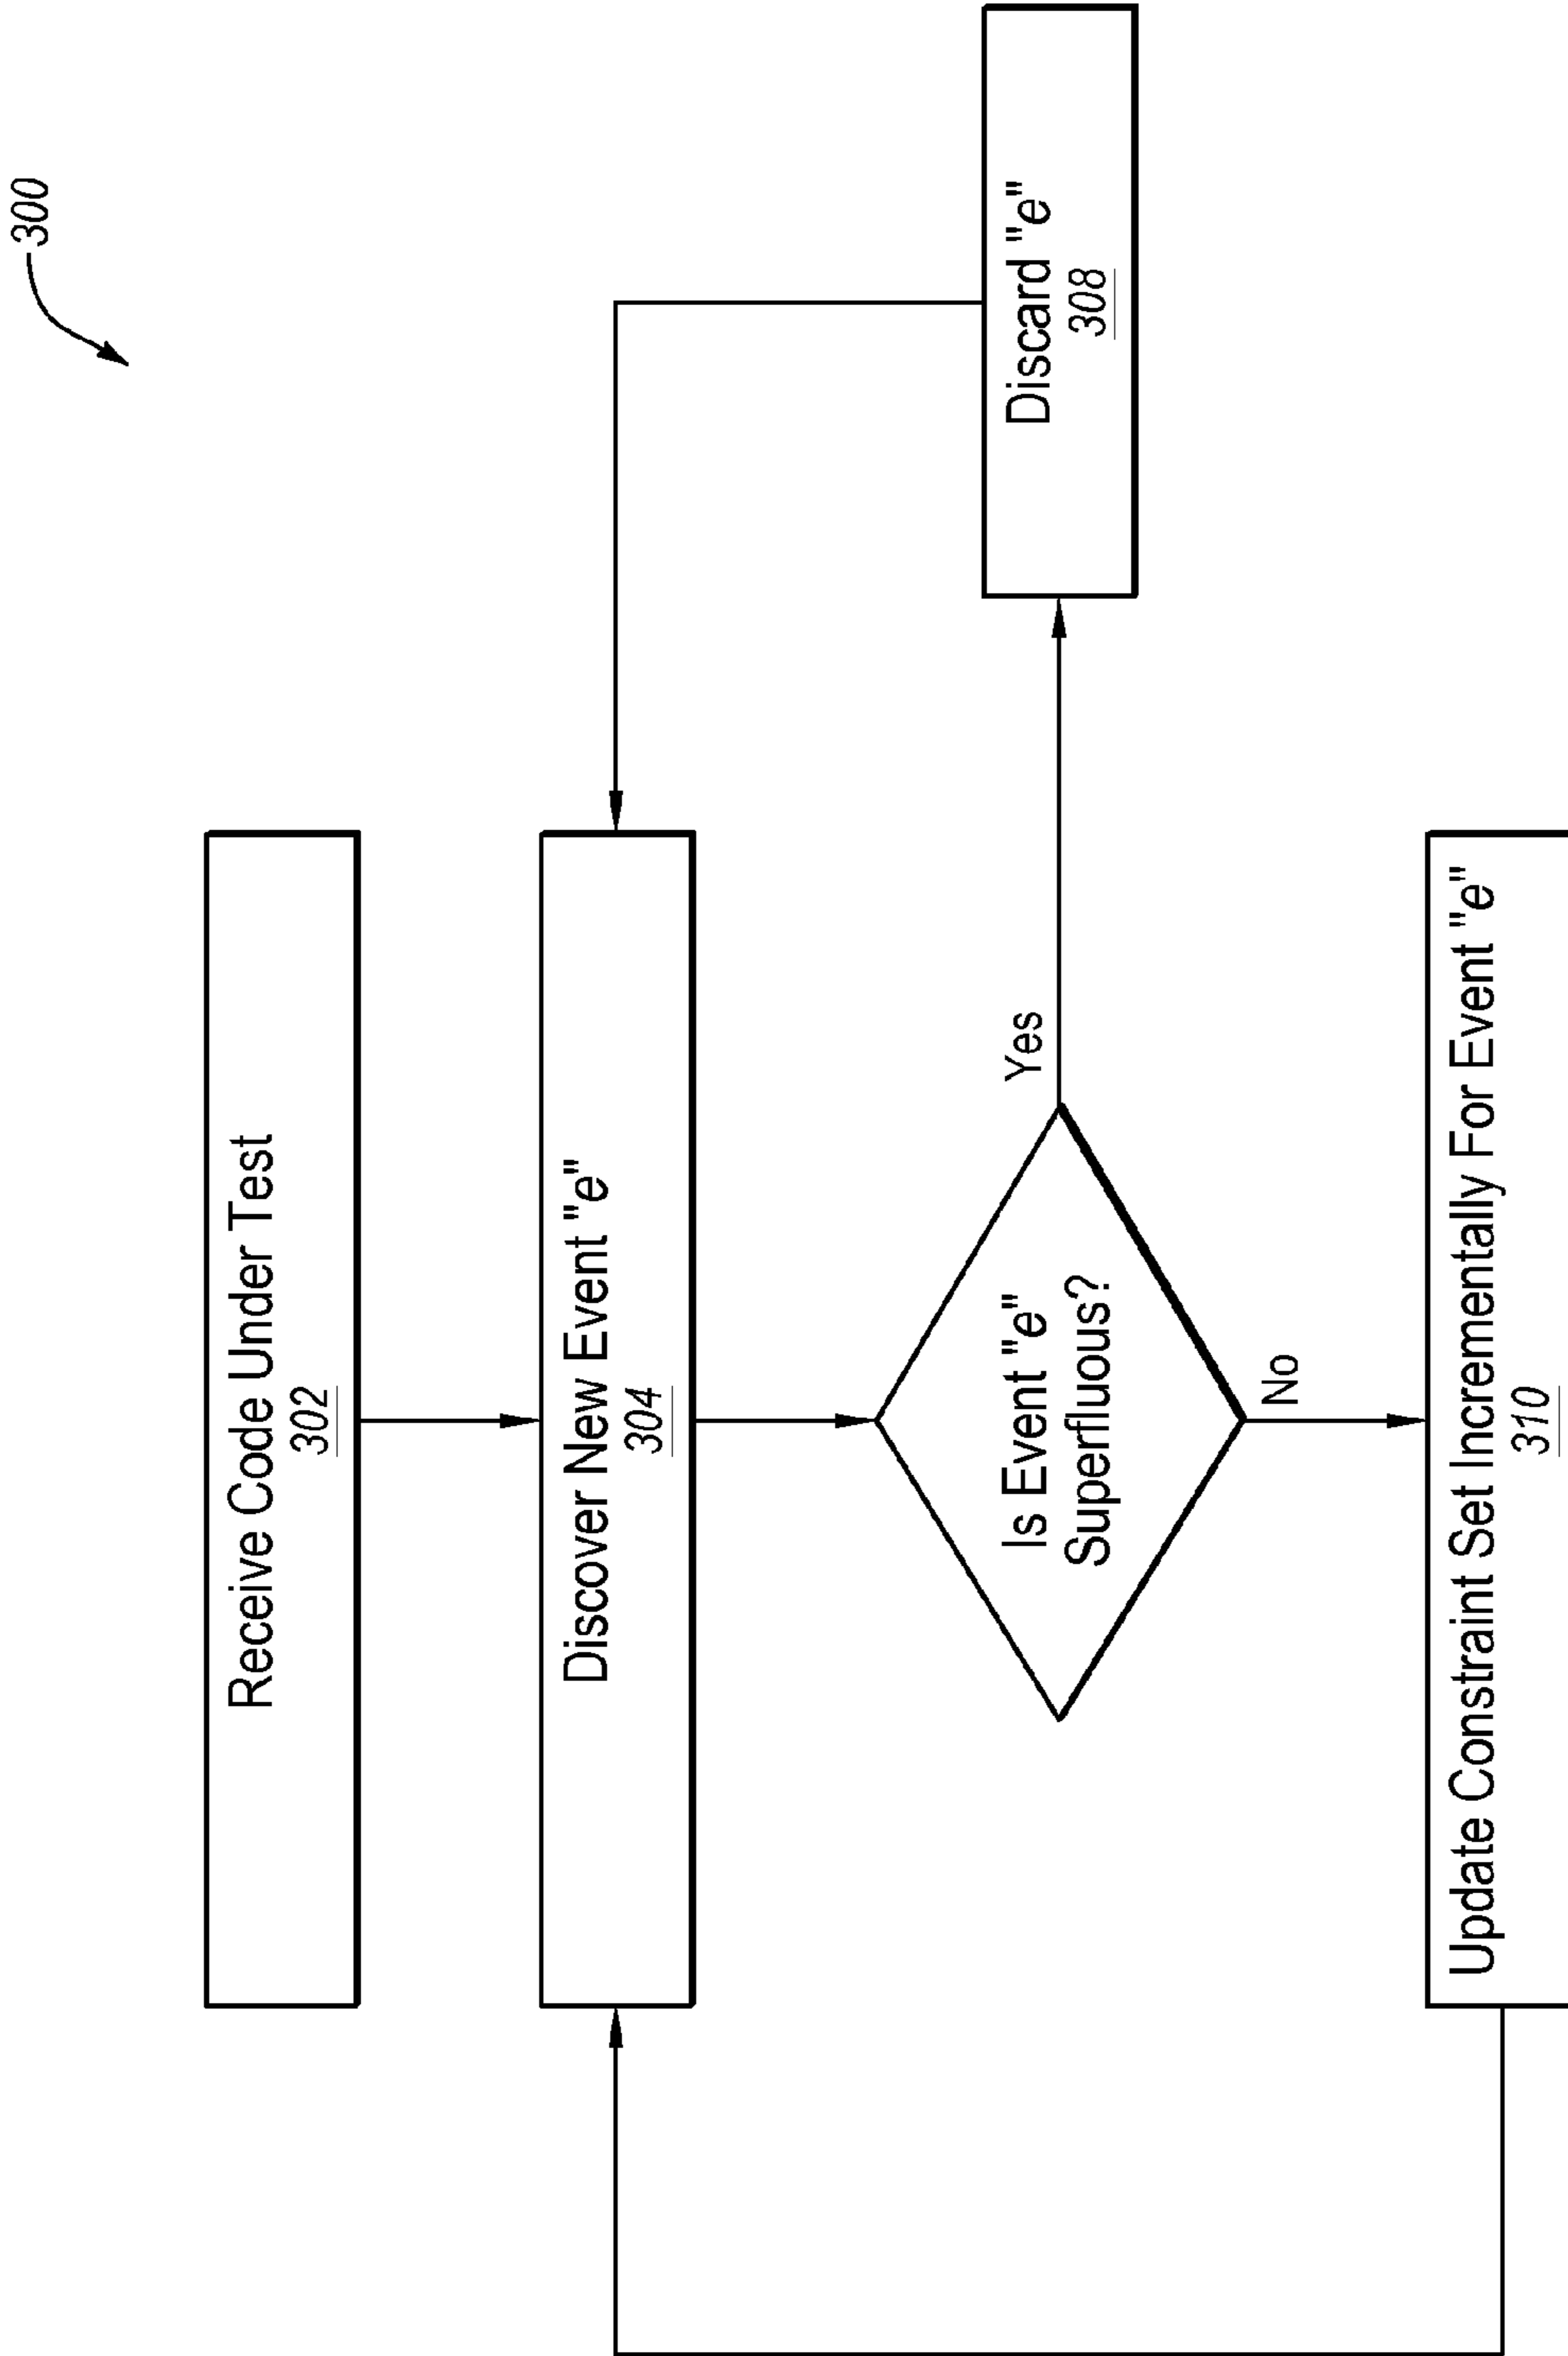 300
Receive Code Under Test
302
Discover New Event "e"
304
Is Event "e"
Superfluous?
Yes
Discard "e"
308
No
Update Constraint Set Incrementally For Event "e"
310